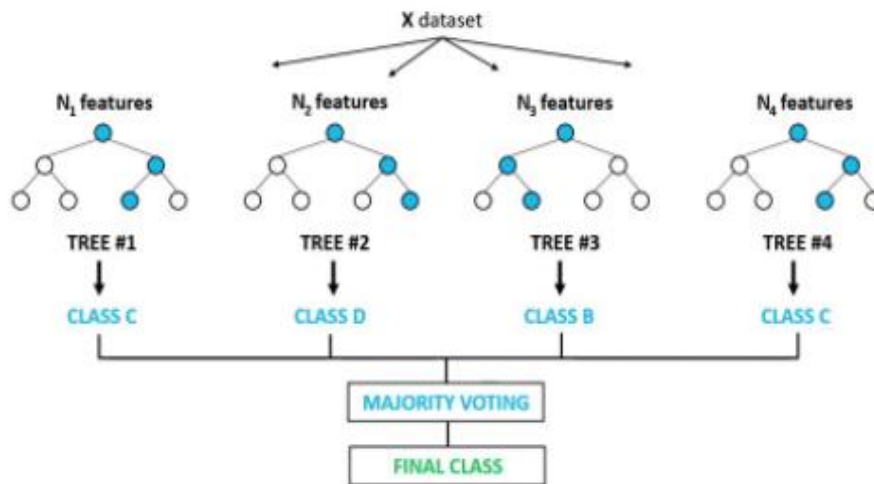 X dataset
N₁ features
N₂ features
N₃ features
N₄ features
TREE #1
TREE #2
TREE #3
TREE #4
CLASS C
CLASS D
CLASS B
CLASS C
MAJORITY VOTING
FINAL CLASS